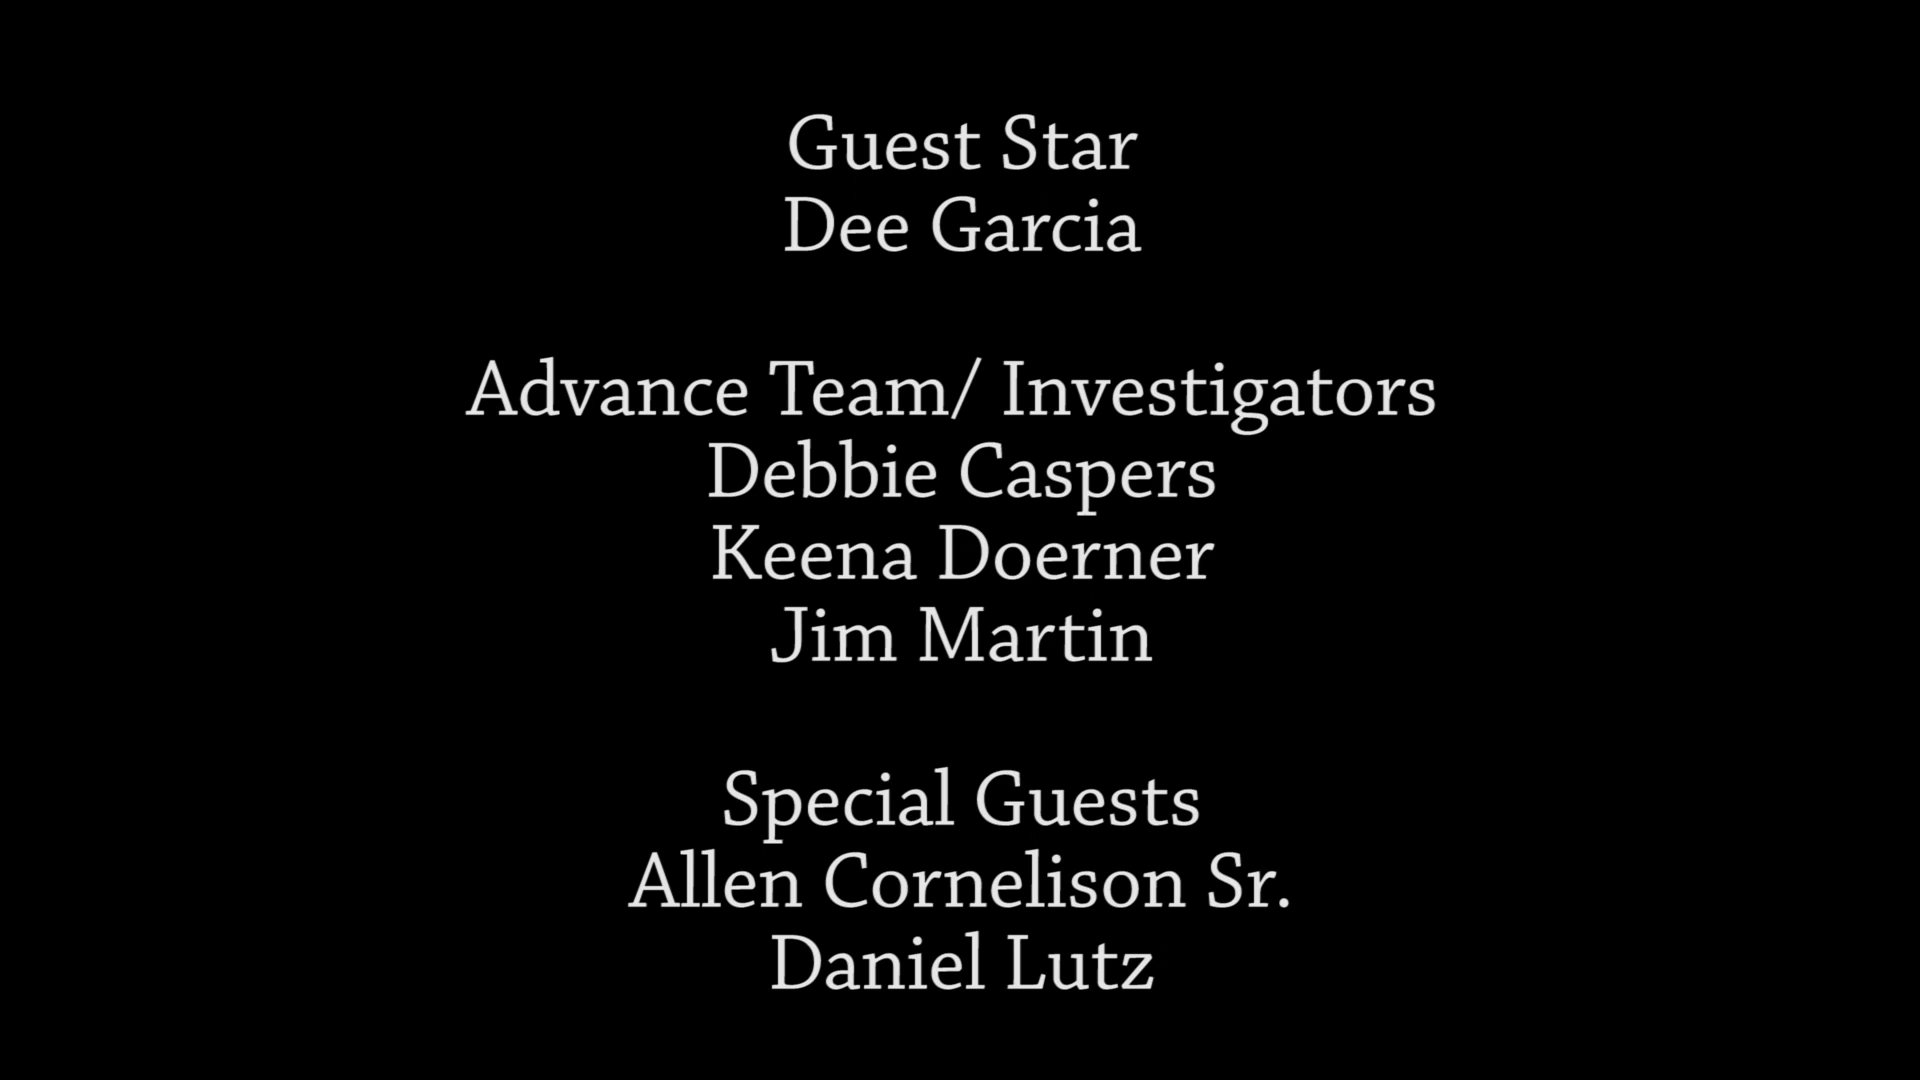 Guest Star
Dee Garcia
Advance Team/ Investigators
Debbie Caspers
Keena Doerner
Jim Martin
Special Guests
Allen Cornelison Sr.
Daniel Lutz